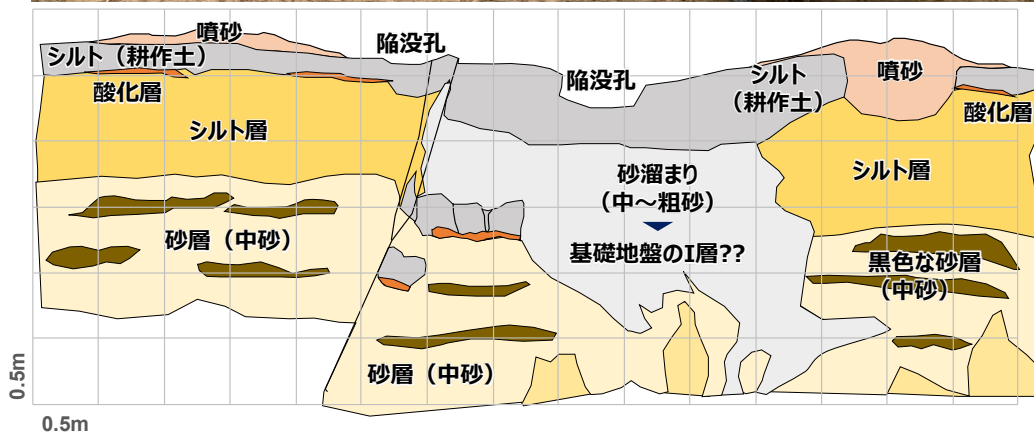 噴砂
シルト（耕作土）
酸化層
シルト層
砂層（中砂）
陥没孔
陥没孔
シルト
（耕作土）
噴砂
酸化層
シルト層
砂溜まり
（中～粗砂）
基礎地盤のI層??
黒色な砂層
（中砂）
砂層（中砂）
0.5m
0.5m